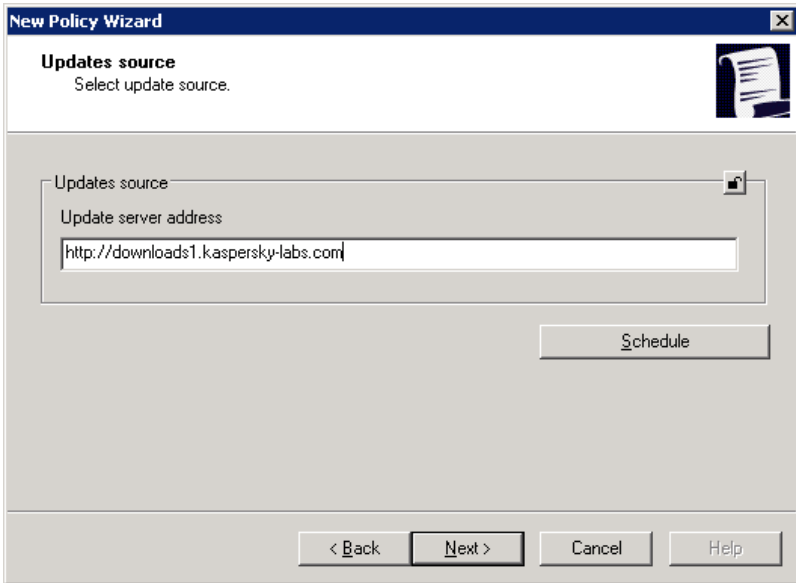 New Policy Wizard
Updates source
Select update source.
Updates source
Update server address
http://downloads1.kaspersky-labs.com
Schedule
< Back Next > Cancel Help